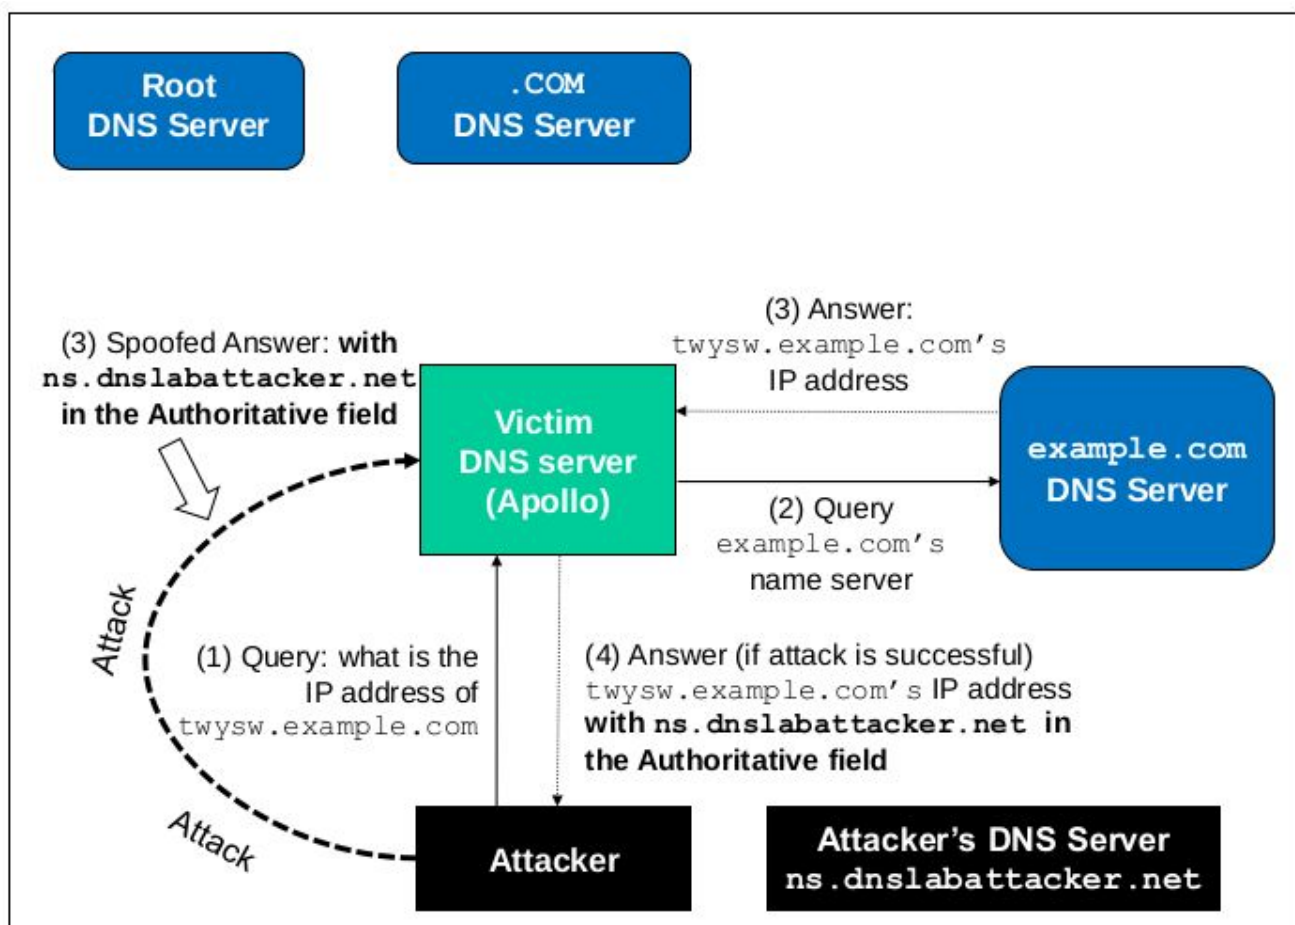 Root
DNS Server
.COM
DNS Server
(3) Answer:
twysw.example.com’s
IP address
(3) Spoofed Answer: with
ns.dnslabattacker.net
in the Authoritative field
Victim
DNS server
(Apollo)
example.com
DNS Server
(2) Query
example.com’s
name server
Attack
(1) Query: what is the
IP address of
twysw.example.com
(4) Answer (if attack is successful)
twysw.example.com’s IP address
with ns.dnslabattacker.net in
the Authoritative field
Attack
Attacker
Attacker’s DNS Server
ns.dnslabattacker.net